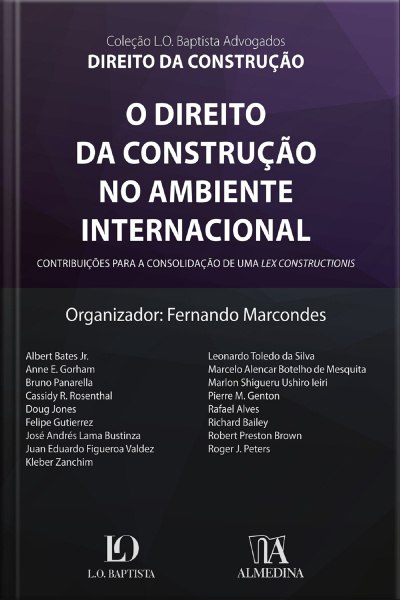 Coleção L.O. Baptista Advogados
DIREITO DA CONSTRUÇÃO
O DIREITO
DA CONSTRUÇÃO
NO AMBIENTE
INTERNACIONAL
CONTRIBUIÇÕES PARA A CONSOLIDAÇÃO DE UMA LEX CONSTRUCTIONIS
Organizador: Fernando Marcondes
Albert Bates Jr.
Anne E. Gorham
Bruno Panarella
Cassidy R. Rosenthal
Doug Jones
Felipe Gutierrez
José Andrés Lama Bustinza
Juan Eduardo Figueroa Valdez
Kleber Zanchim
Leonardo Toledo da Silva
Marcelo Alencar Botelho de Mesquita
Marlon Shigueru Ushiro Ieiri
Pierre M. Genton
Rafael Alves
Richard Bailey
Robert Preston Brown
Roger J. Peters
LO
L.O. BAPTISTA
NA
ALMEDINA